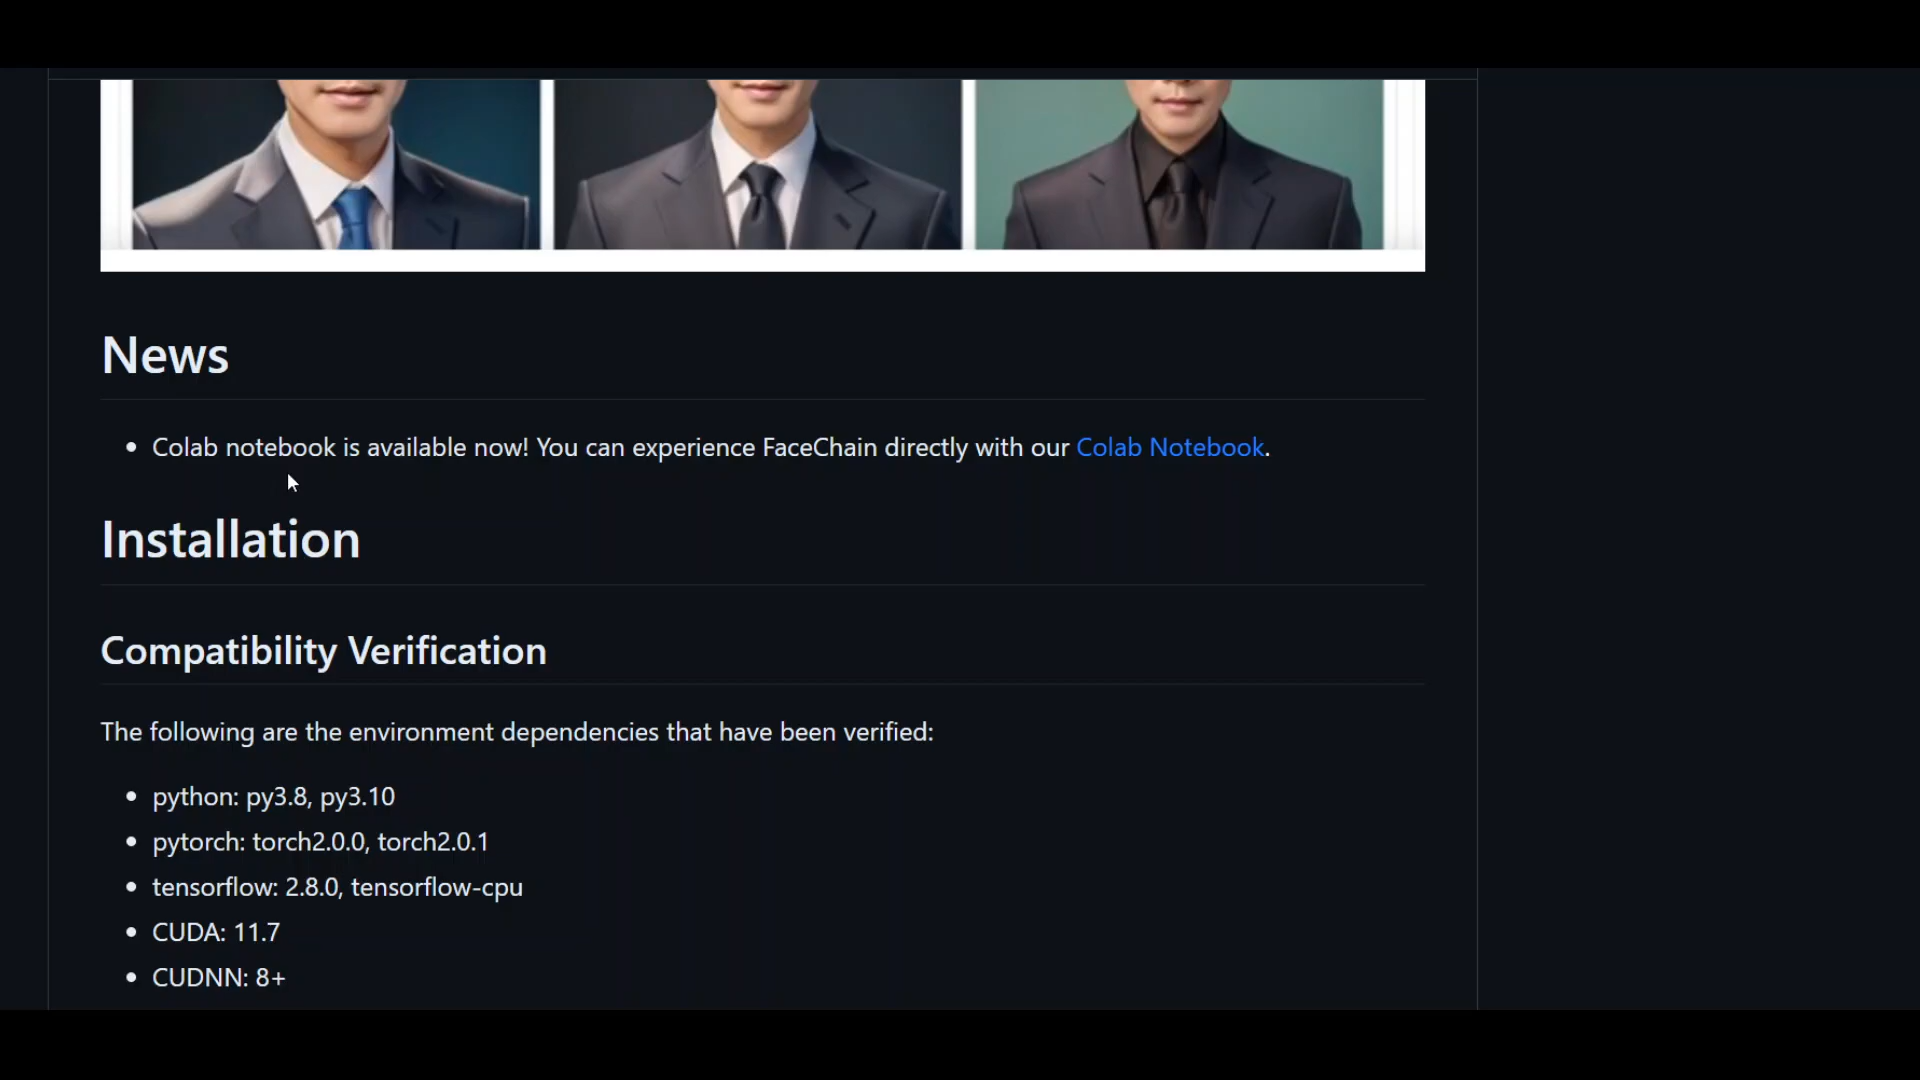 News
Colab notebook is available now! You can experience FaceChain directly with our Colab Notebook.
Installation
Compatibility Verification
The following are the environment dependencies that have been verified:
python: py3.8, py3.10
pytorch: torch2.0.0, torch2.0.1
tensorflow: 2.8.0, tensorflow-cpu
CUDA: 11.7
CUDNN: 8+